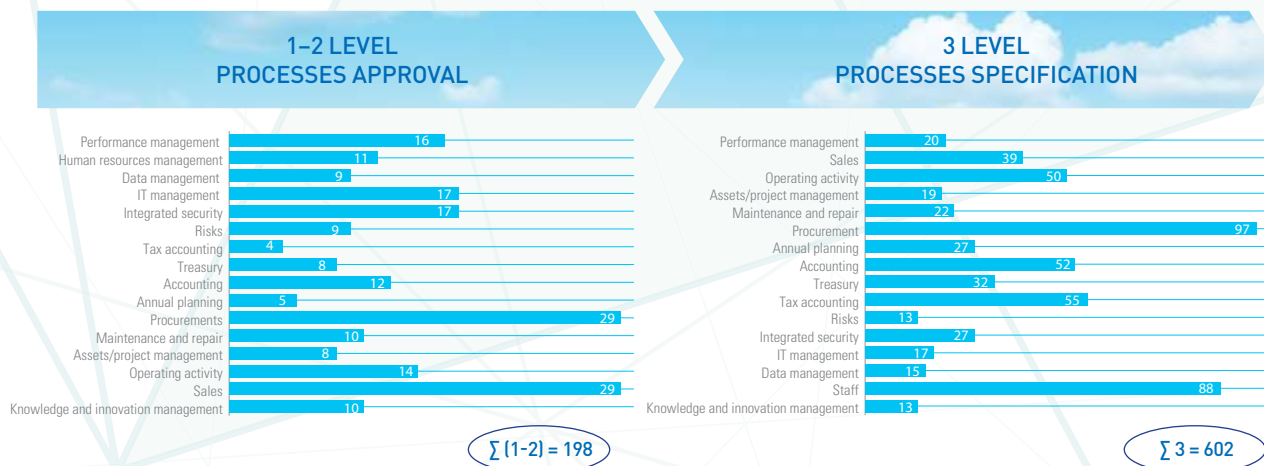 1–2 LEVEL
PROCESSES APPROVAL
Performance management 16
Human resources management 11
Data management 9
IT management 17
Integrated security 17
Risks 9
Tax accounting 4
Treasury 8
Accounting 12
Annual planning 5
Procurements 29
Maintenance and repair 10
Assets/project management 8
Operating activity 14
Sales 29
Knowledge and innovation management 10
∑ (1-2) = 198
3 LEVEL
PROCESSES SPECIFICATION
Performance management 20
Sales 39
Operating activity 50
Assets/project management 19
Maintenance and repair 22
Procurement 97
Annual planning 27
Accounting 52
Treasury 32
Tax accounting 55
Risks 13
Integrated security 27
IT management 17
Data management 15
Staff 88
Knowledge and innovation management 13
∑ 3 = 602